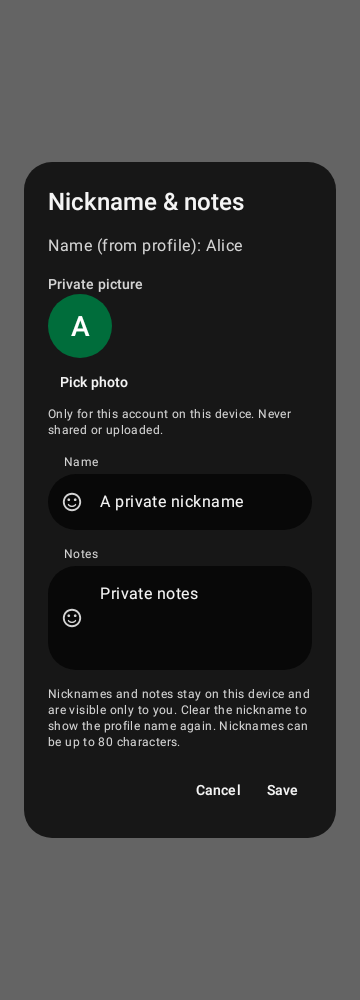 Nickname & notes
Name (from profile): Alice
Private picture
A
Pick photo
Only for this account on this device. Never
shared or uploaded.
Name
A private nickname
Notes
Private notes
Nicknames and notes stay on this device and
are visible only to you. Clear the nickname to
show the profile name again. Nicknames can
be up to 80 characters.
Cancel Save